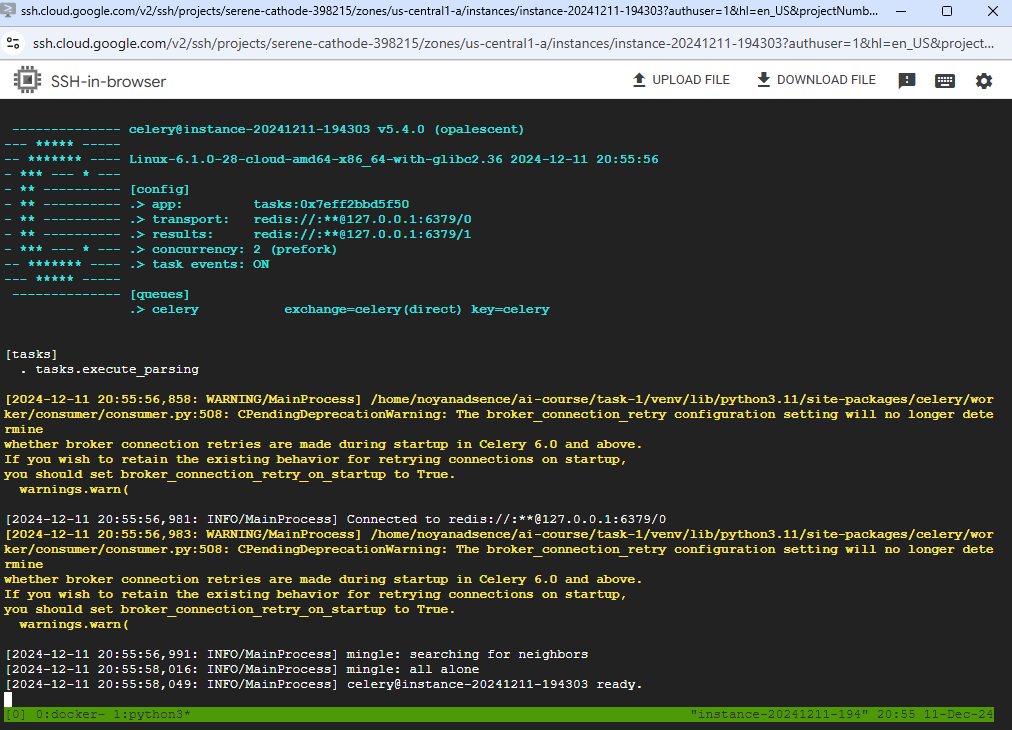 ssh.cloud.google.com/v2/ssh/projects/serene-cathode-398215/zones/us-central1-a/instances/instance-20241211-194303?authuser=1&hl=en_US&projectNumb...
ssh.cloud.google.com/v2/ssh/projects/serene-cathode-398215/zones/us-central1-a/instances/instance-20241211-194303?authuser=1&hl=en_US&project...
SSH-in-browser UPLOAD FILE DOWNLOAD FILE
 -------------- celery@instance-20241211-194303 v5.4.0 (opalescent)
--- ***** -----
-- ******* ---- Linux-6.1.0-28-cloud-amd64-x86_64-with-glibc2.36 2024-12-11 20:55:56
- *** --- * ---
- ** ---------- [config]
- ** ---------- .> app:         tasks:0x7eff2bbd5f50
- ** ---------- .> transport:   redis://:**@127.0.0.1:6379/0
- ** ---------- .> results:     redis://:**@127.0.0.1:6379/1
- *** --- * --- .> concurrency: 2 (prefork)
-- ******* ---- .> task events: ON
--- ***** -----
 -------------- [queues]
                .> celery           exchange=celery(direct) key=celery
[tasks]
  . tasks.execute_parsing
[2024-12-11 20:55:56,858: WARNING/MainProcess] /home/noyanadsence/ai-course/task-1/venv/lib/python3.11/site-packages/celery/wor
ker/consumer/consumer.py:508: CPendingDeprecationWarning: The broker_connection_retry configuration setting will no longer dete
rmine
whether broker connection retries are made during startup in Celery 6.0 and above.
If you wish to retain the existing behavior for retrying connections on startup,
you should set broker_connection_retry_on_startup to True.
  warnings.warn(
[2024-12-11 20:55:56,981: INFO/MainProcess] Connected to redis://:**@127.0.0.1:6379/0
[2024-12-11 20:55:56,983: WARNING/MainProcess] /home/noyanadsence/ai-course/task-1/venv/lib/python3.11/site-packages/celery/wor
ker/consumer/consumer.py:508: CPendingDeprecationWarning: The broker_connection_retry configuration setting will no longer dete
rmine
whether broker connection retries are made during startup in Celery 6.0 and above.
If you wish to retain the existing behavior for retrying connections on startup,
you should set broker_connection_retry_on_startup to True.
  warnings.warn(
[2024-12-11 20:55:56,991: INFO/MainProcess] mingle: searching for neighbors
[2024-12-11 20:55:58,016: INFO/MainProcess] mingle: all alone
[2024-12-11 20:55:58,049: INFO/MainProcess] celery@instance-20241211-194303 ready.
[0] 0:docker- 1:python3* "instance-20241211-194" 20:55 11-Dec-24